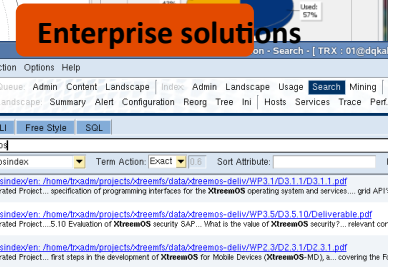 Used:
57%
Enterprise solutions
on - Search - [ TRX : 01@dqkal
ction Options Help
Queue: Admin Content Landscape | Index: Admin Landscape Usage Search Mining |
Landscape: Summary Alert Configuration Reorg Tree Ini | Hosts Services Trace Perf.
LI Free Style SQL
os
osindex Term Action: Exact 0.8 Sort Attribute:
sindex/en: /home/trxadm/projects/xtreemfs/data/xtreemos-deliv/WP3.1/D3.1.1/D3.1.1.pdf
rated Project... specification of programming interfaces for the XtreemOS operating system and services.... grid API's
sindex/en: /home/trxadm/projects/xtreemfs/data/xtreemos-deliv/WP3.5/D3.5.10/Deliverable.pdf
rated Project....5.10 Evaluation of XtreemOS security SAP... What is the value of XtreemOS security?... relevant cor
sindex/en: /home/trxadm/projects/xtreemfs/data/xtreemos-deliv/WP2.3/D2.3.1/D2.3.1.pdf
rated Project... first steps in the development of XtreemOS for Mobile Devices (XtreemOS-MD), a... covering the F